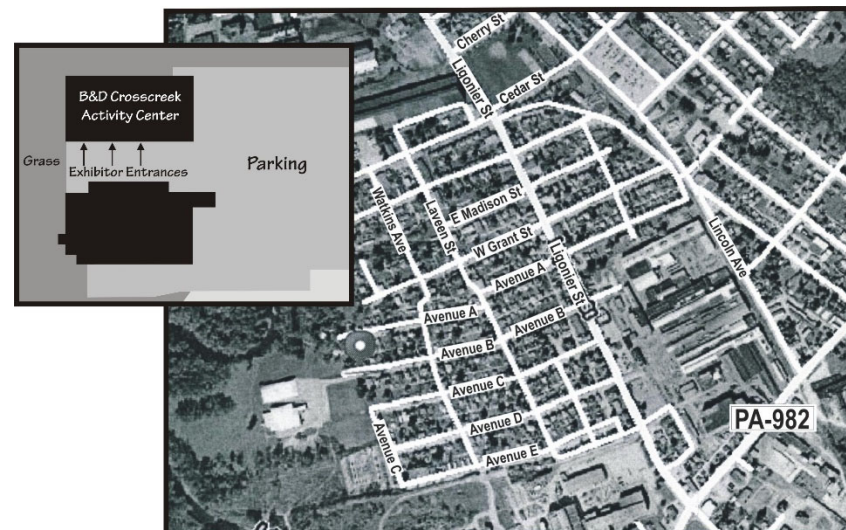 B&D Crosscreek
Activity Center
Grass
Exhibitor Entrances
Parking
Cherry St
Ligonier St
Cedar St
Watkins Ave
Laveen St
E Madison St
W Grant St
Ligonier St
Lincoln Ave
Avenue A
Avenue A
Avenue B
Avenue B
Avenue C
Avenue D
Avenue C
Avenue E
PA-982